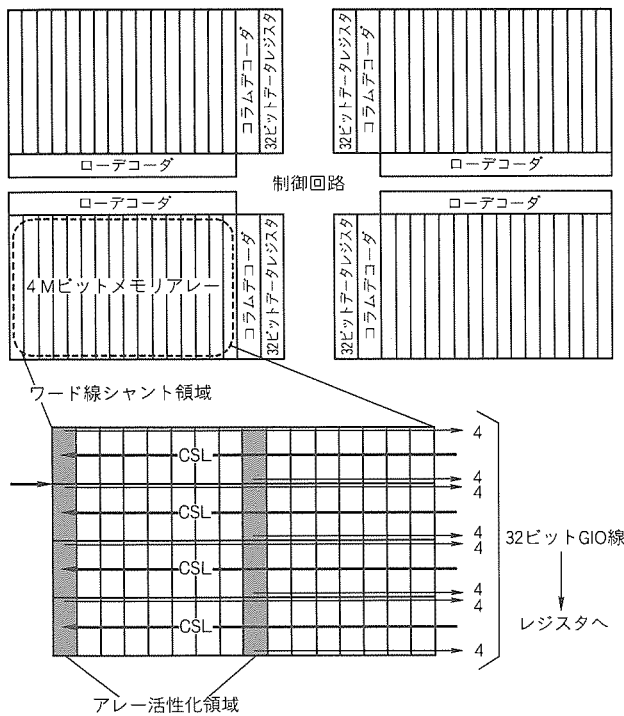 コラムデコーダ
32ビットデータレジスタ
32ビットデータレジスタ
コラムデコーダ
ローデコーダ
ローデコーダ
制御回路
ローデコーダ
ローデコーダ
4Mビットメモリアレー
コラムデコーダ
32ビットデータレジスタ
32ビットデータレジスタ
コラムデコーダ
ワード線シャント領域
4
CSL
4
4
CSL
4
4
CSL
4
4
CSL
4
32ビットGIO線
レジスタへ
アレー活性化領域